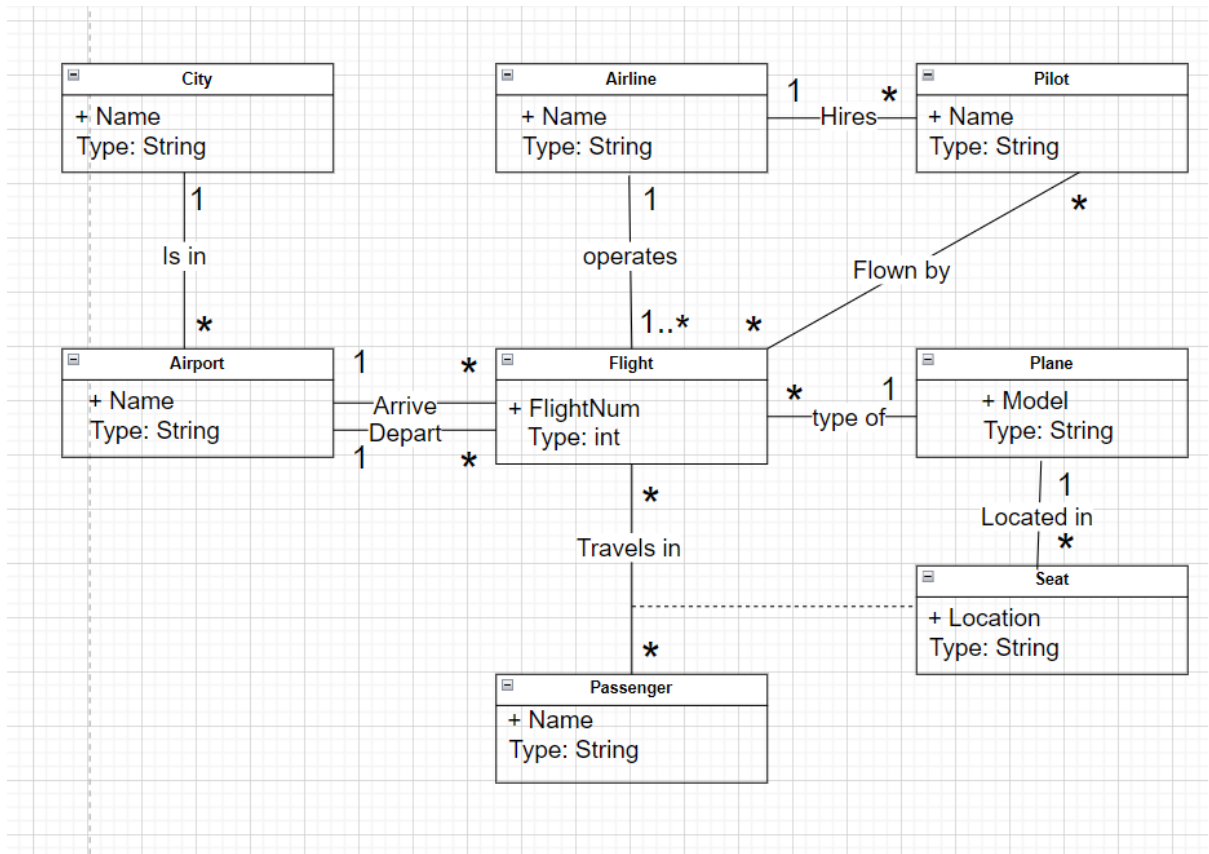 City
+ Name
Type: String
Airline
+ Name
Type: String
1
Hires
*
Pilot
+ Name
Type: String
1
Is in
*
1
operates
1..*
*
Flown by
*
Airport
+ Name
Type: String
1
*
Arrive
Depart
1
*
Flight
+ FlightNum
Type: int
*
1
type of
Plane
+ Model
Type: String
1
Located in
*
*
Travels in
*
Seat
+ Location
Type: String
Passenger
+ Name
Type: String